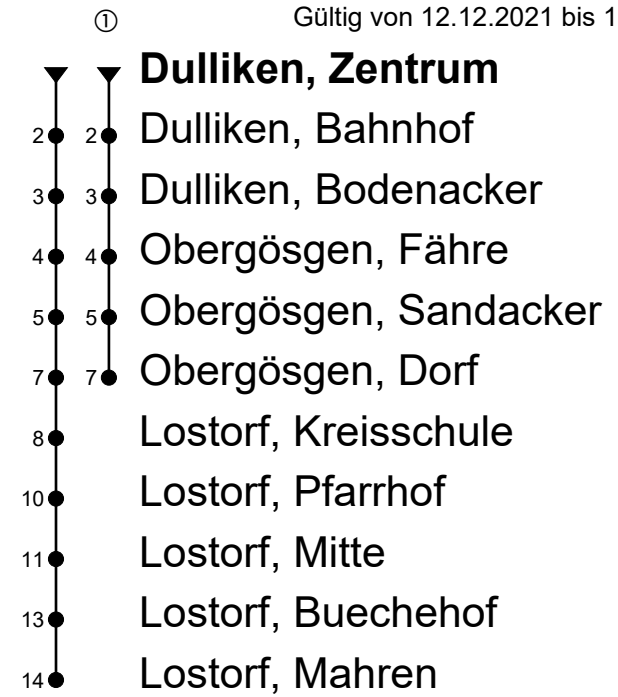 ① Gültig von 12.12.2021 bis 1
Dulliken, Zentrum
2 2 Dulliken, Bahnhof
3 3 Dulliken, Bodenacker
4 4 Obergösgen, Fähre
5 5 Obergösgen, Sandacker
7 7 Obergösgen, Dorf
8 Lostorf, Kreisschule
10 Lostorf, Pfarrhof
11 Lostorf, Mitte
13 Lostorf, Buechehof
14 Lostorf, Mahren